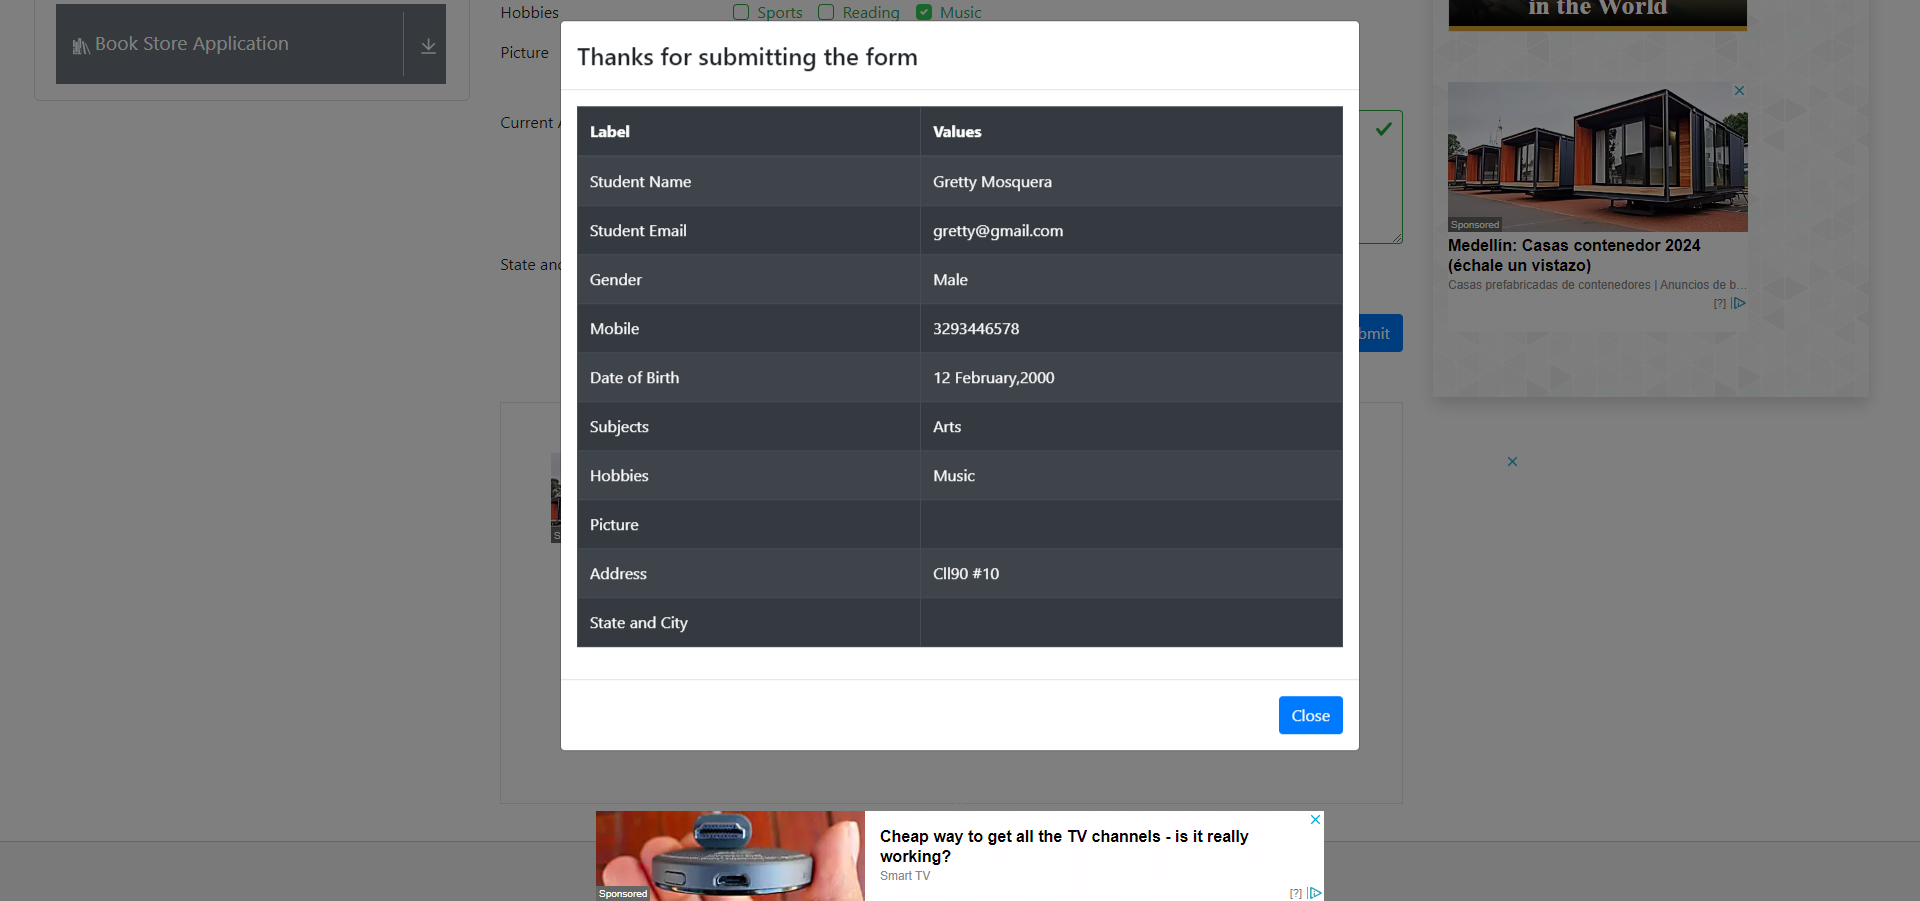 Book Store Application
Hobbies
Sports
Reading
Music
Picture
Current
State and
bmit
Thanks for submitting the form
Label Values
Student Name Gretty Mosquera
Student Email gretty@gmail.com
Gender Male
Mobile 3293446578
Date of Birth 12 February,2000
Subjects Arts
Hobbies Music
Picture
Address Cll90 #10
State and City
Close
in the World
Sponsored
Medellín: Casas contenedor 2024
(échale un vistazo)
Casas prefabricadas de contenedores | Anuncios de b...
[?]
Sponsored
Cheap way to get all the TV channels - is it really
working?
Smart TV
[?]